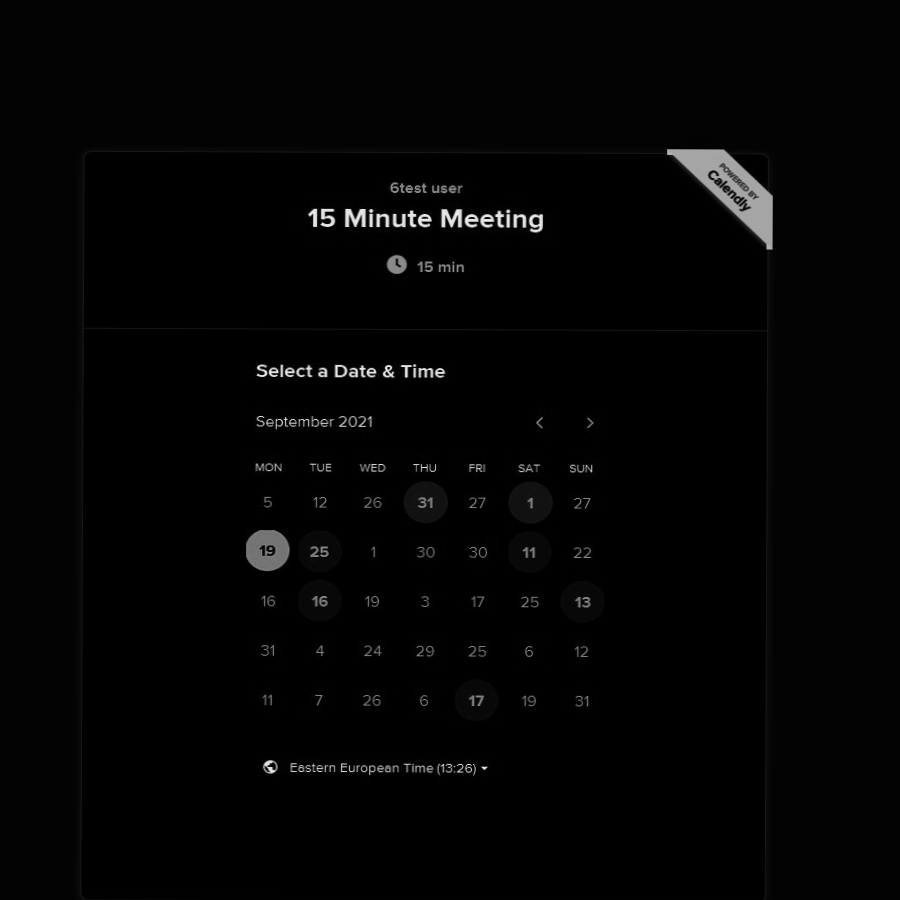 POWERED BY
Calendly
6test user
15 Minute Meeting
15 min
Select a Date & Time
September 2021
MON TUE WED THU FRI SAT SUN
5 12 26 31 27 1 27
19 25 1 30 30 11 22
16 16 19 3 17 25 13
31 4 24 29 25 6 12
11 7 26 6 17 19 31
Eastern European Time (13:26)